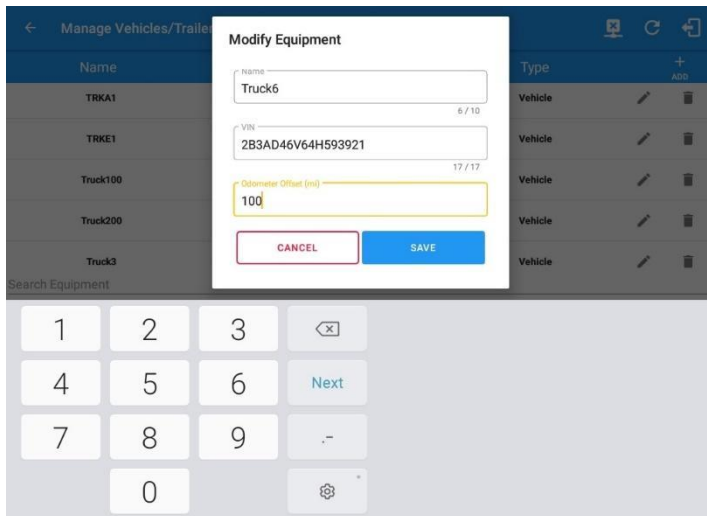 Manage Vehicles/Trailer
Modify Equipment
Name
Type
ADD
Name
Truck6
6 / 10
TRKA1
Vehicle
VIN
2B3AD46V64H593921
17 / 17
TRKE1
Vehicle
Truck100
Vehicle
Odometer Offset (mi)
100
Truck200
Vehicle
CANCEL
SAVE
Truck3
Vehicle
Search Equipment
1 2 3
4 5 6 Next
7 8 9 .-
0